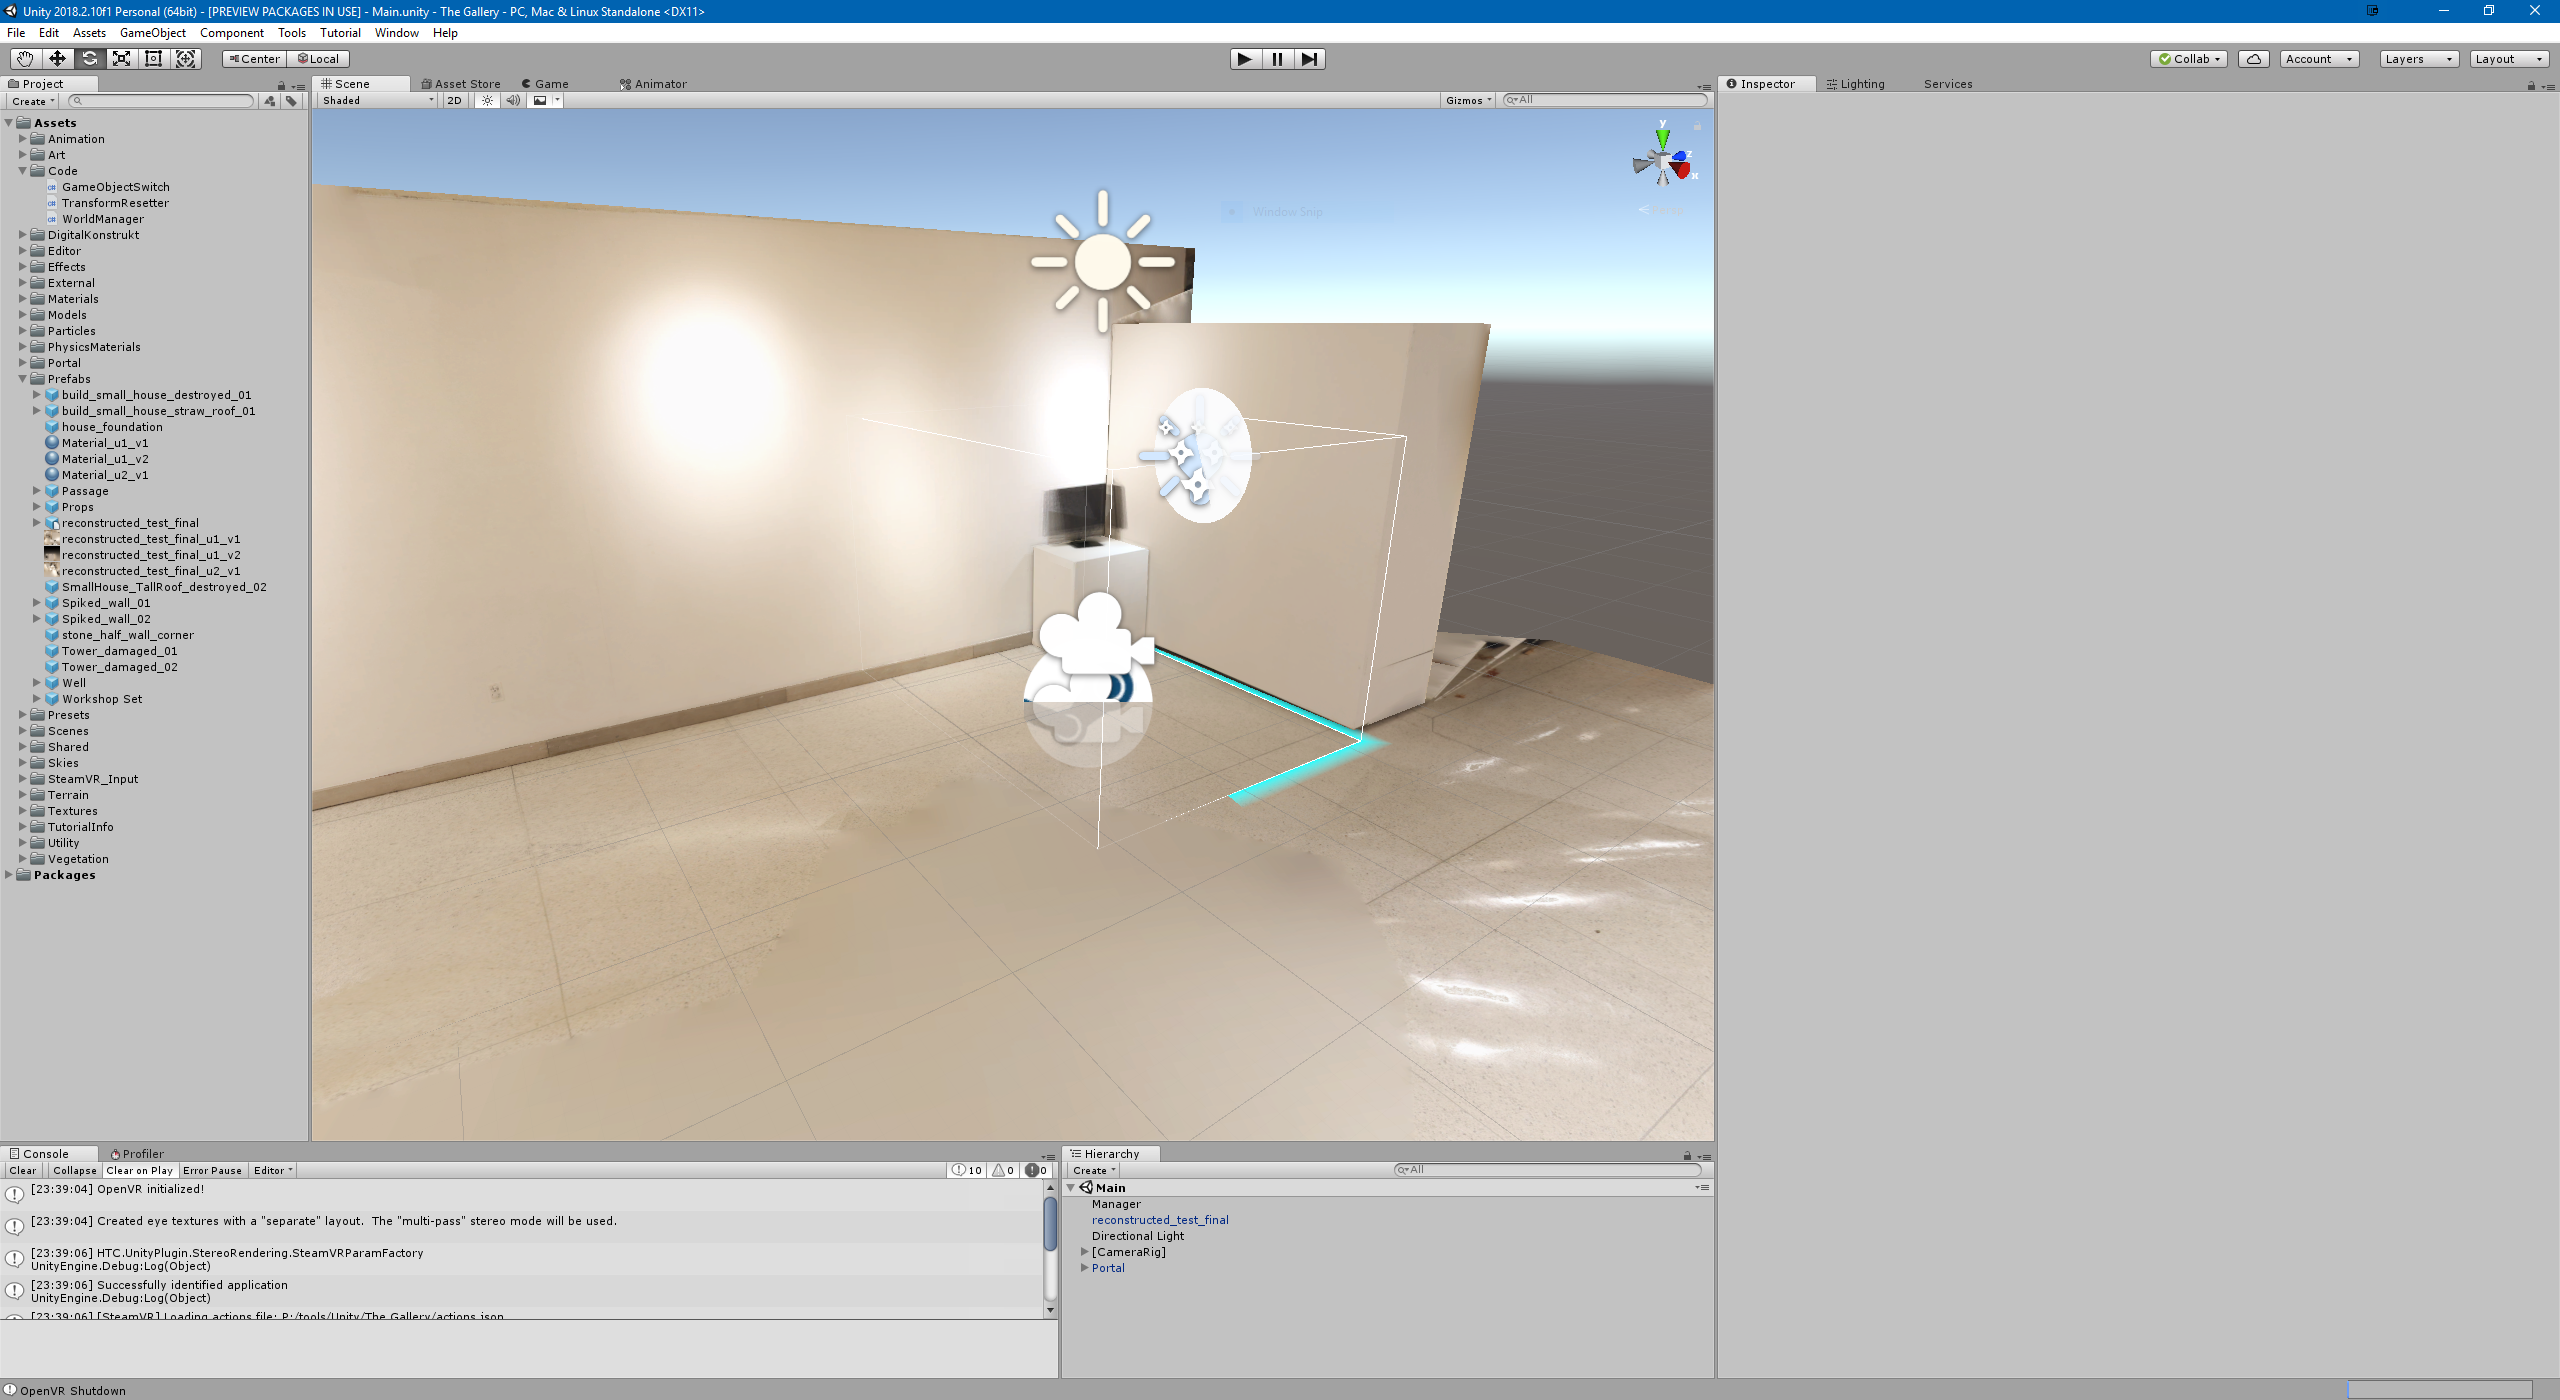 Unity 2018.2.10f1 Personal (64bit) - [PREVIEW PACKAGES IN USE] - Main.unity - The Gallery - PC, Mac & Linux Standalone <DX11>
File Edit Assets GameObject Component Tools Tutorial Window Help
Center Local Collab Account Layers Layout
Project
Create
Assets
Animation
Art
Code
GameObjectSwitch
TransformResetter
WorldManager
DigitalKonstrukt
Editor
Effects
External
Materials
Models
Particles
PhysicsMaterials
Portal
Prefabs
build_small_house_destroyed_01
build_small_house_straw_roof_01
house_foundation
Material_u1_v1
Material_u1_v2
Material_u2_v1
Passage
Props
reconstructed_test_final
reconstructed_test_final_u1_v1
reconstructed_test_final_u1_v2
reconstructed_test_final_u2_v1
SmallHouse_TallRoof_destroyed_02
Spiked_wall_01
Spiked_wall_02
stone_half_wall_corner
Tower_damaged_01
Tower_damaged_02
Well
Workshop Set
Presets
Scenes
Shared
Skies
SteamVR_Input
Terrain
Textures
TutorialInfo
Utility
Vegetation
Packages
Scene Asset Store Game Animator
Shaded 2D Gizmos All
y
z
x
Window Snip
Inspector Lighting Services
Console Profiler
Clear Collapse Clear on Play Error Pause Editor 10 0 0
[23:39:04] OpenVR initialized!
[23:39:04] Created eye textures with a "separate" layout. The "multi-pass" stereo mode will be used.
[23:39:06] HTC.UnityPlugin.StereoRendering.SteamVRParamFactory
UnityEngine.Debug:Log(Object)
[23:39:06] Successfully identified application
UnityEngine.Debug:Log(Object)
[23:39:06] [SteamVR] Loading actions file: P:/tools/Unity/The Gallery/actions.json
Hierarchy
Create All
Main
Manager
reconstructed_test_final
Directional Light
[CameraRig]
Portal
OpenVR Shutdown